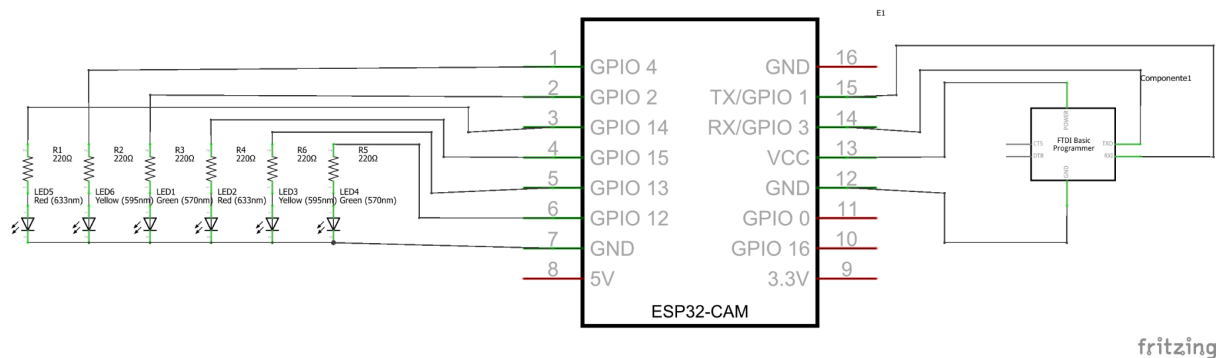 E1
1
GPIO 4
2
GPIO 2
3
GPIO 14
4
GPIO 15
5
GPIO 13
6
GPIO 12
7
GND
8
5V
GND
16
TX/GPIO 1
15
RX/GPIO 3
14
VCC
13
GND
12
GPIO 0
11
GPIO 16
10
3.3V
9
ESP32-CAM
R1
220Ω
R2
220Ω
R3
220Ω
R4
220Ω
R6
220Ω
R5
220Ω
LED5
Red (633nm)
LED6
Yellow (595nm)
LED1
Green (570nm)
LED2
Red (633nm)
LED3
Yellow (595nm)
LED4
Green (570nm)
Componente1
POWER
FTDI Basic
Programmer
CTS
DTR
TXO
RXI
GND
fritzing